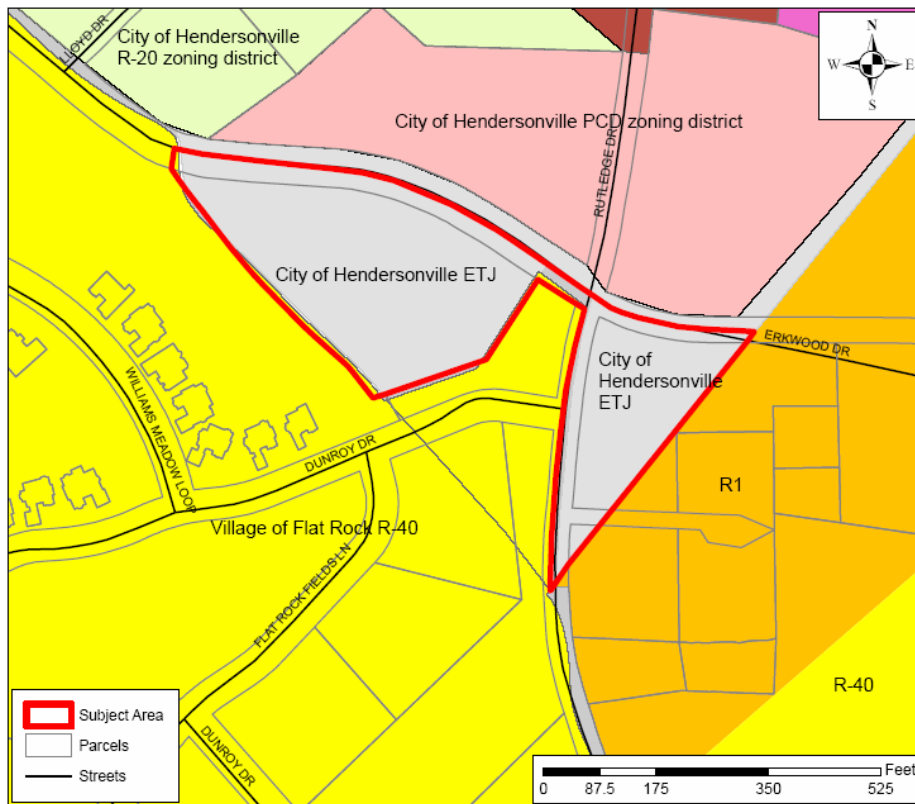 LLOYD DR
City of Hendersonville
R-20 zoning district
N
W
E
S
City of Hendersonville PCD zoning district
RUTLEDGE DR
City of Hendersonville ETJ
ERKWOOD DR
City of
Hendersonville
ETJ
WILLIAMS MEADOW LOOP
DUNROY DR
R1
Village of Flat Rock R-40
FLAT ROCK FIELDS LN
R-40
DUNROY DR
Subject Area
Parcels
Streets
Feet
0 87.5 175 350 525